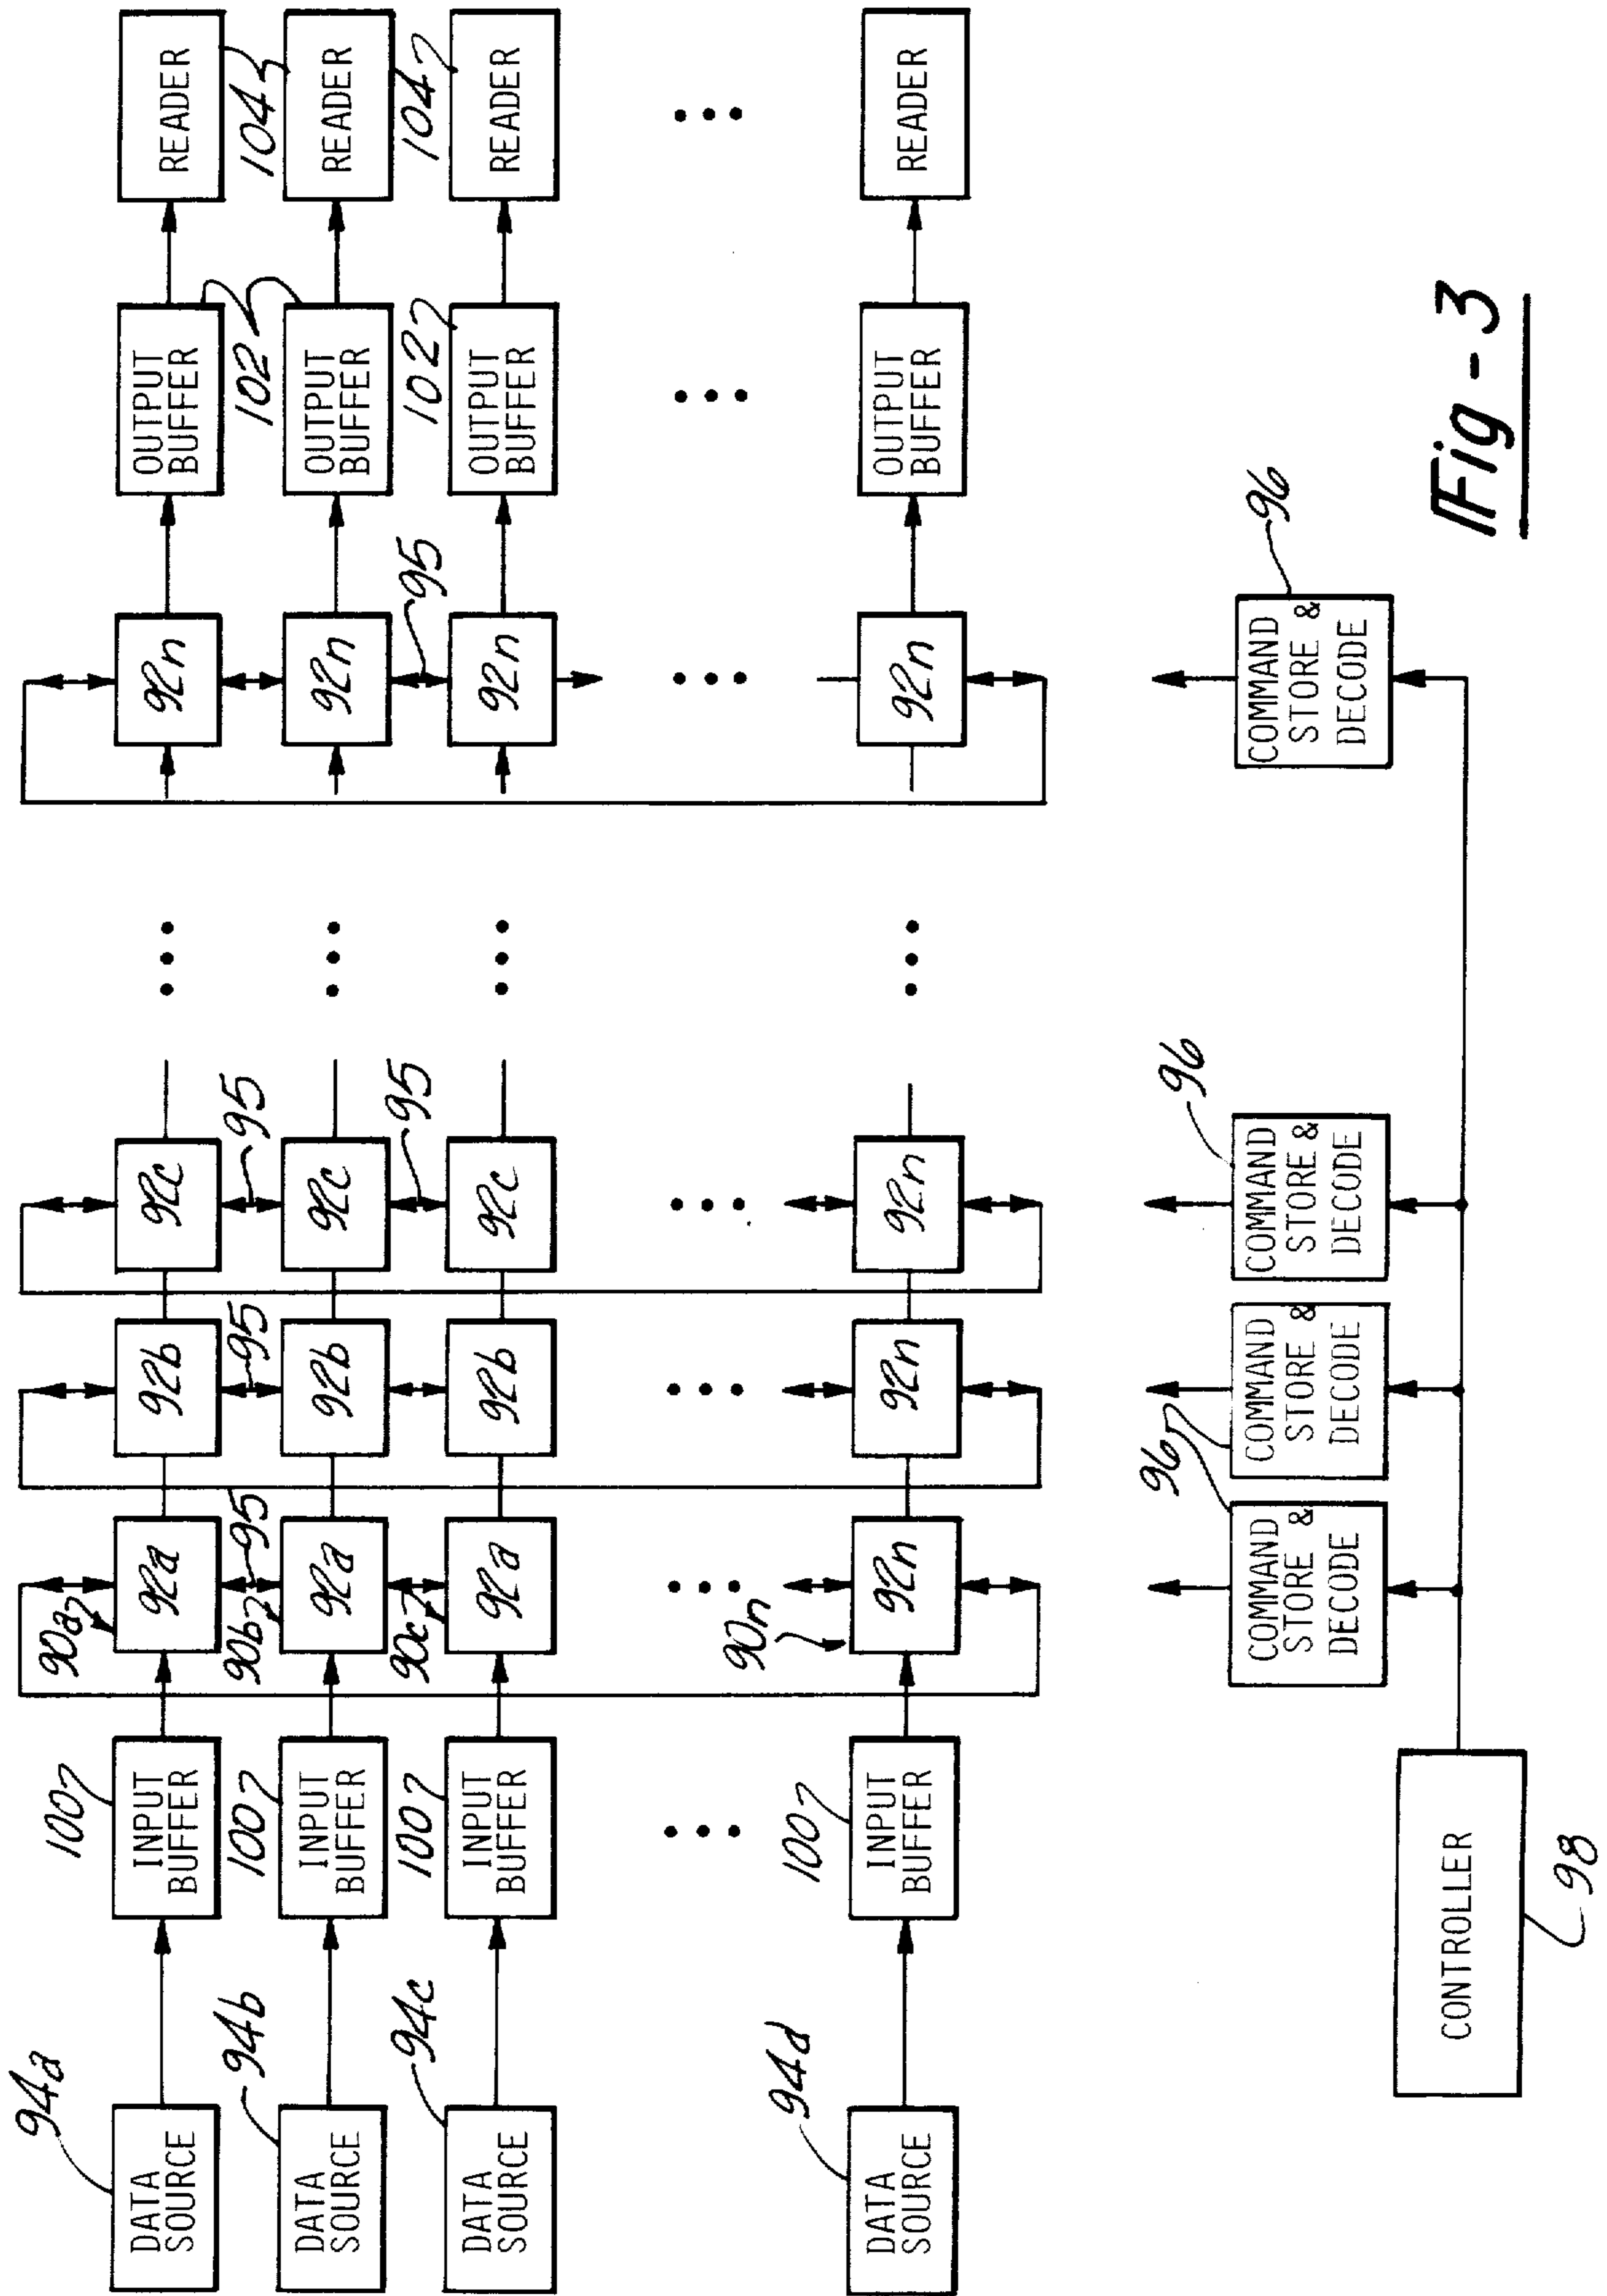 94a
DATA
SOURCE
100
INPUT
BUFFER
90a
92a
95
92b
95
92c
95
92n
OUTPUT
BUFFER
102
READER
104
94b
DATA
SOURCE
100
INPUT
BUFFER
90b
92a
92b
92c
95
92n
95
OUTPUT
BUFFER
READER
94c
DATA
SOURCE
100
INPUT
BUFFER
90c
92a
92b
92c
92n
102
OUTPUT
BUFFER
104
READER
94d
DATA
SOURCE
100
INPUT
BUFFER
90n
92n
92n
92n
92n
OUTPUT
BUFFER
READER
96
COMMAND
STORE &
DECODE
COMMAND
STORE &
DECODE
96
COMMAND
STORE &
DECODE
96
COMMAND
STORE &
DECODE
CONTROLLER
98
Fig - 3